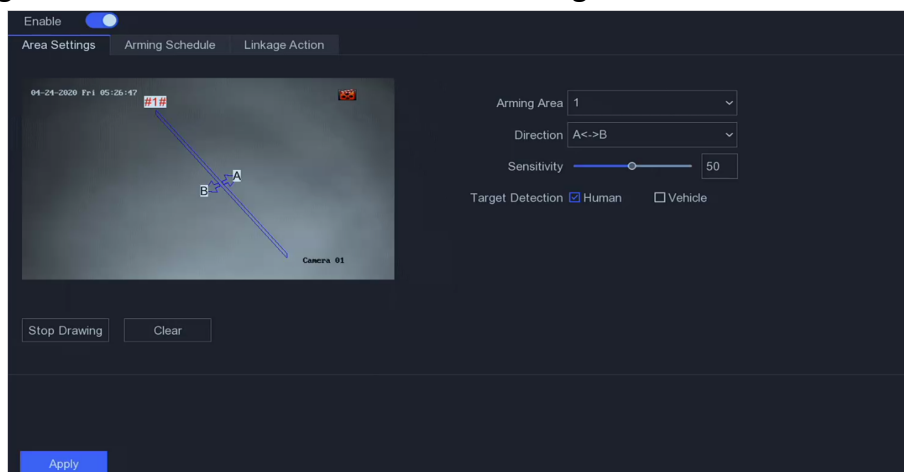 Enable
Area Settings Arming Schedule Linkage Action
04-24-2020 Fri 05:26:47
#1#
Arming Area 1
Direction A<->B
Sensitivity 50
A
B
Target Detection Human Vehicle
Camera 01
Stop Drawing Clear
Apply